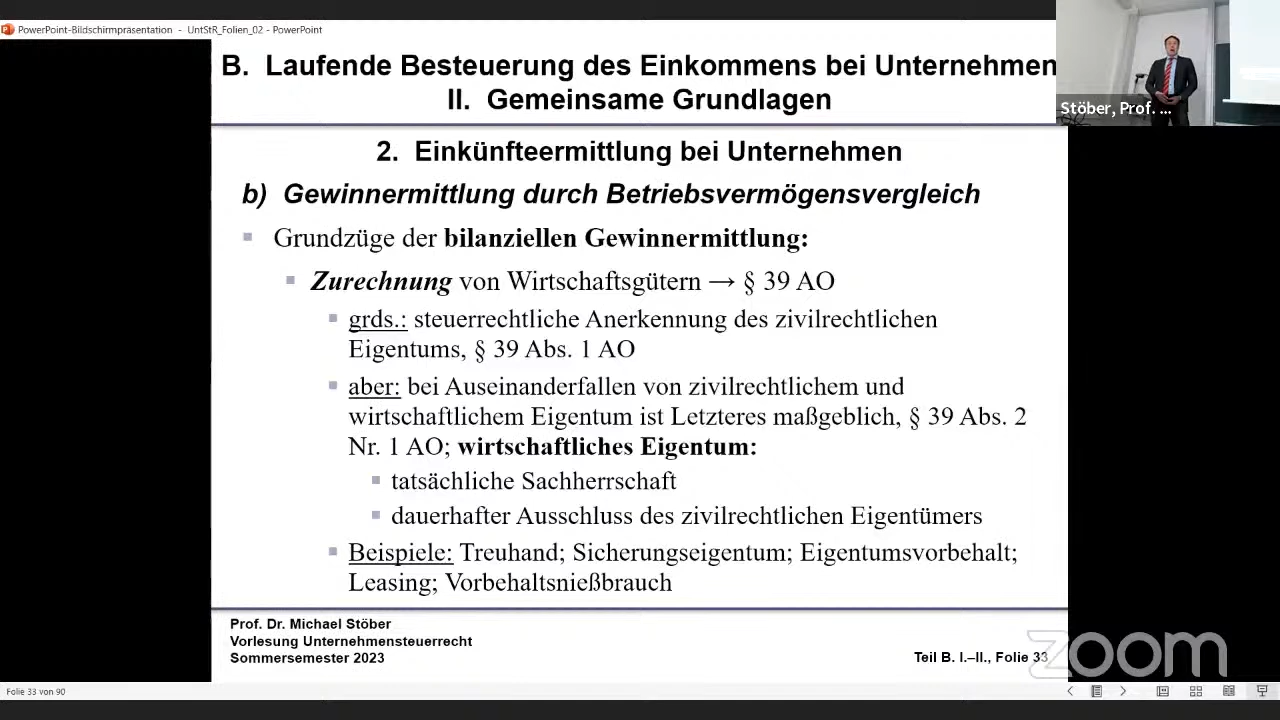 PowerPoint-Bildschirmpräsentation - UntStR_Folien_02 - PowerPoint
B. Laufende Besteuerung des Einkommens bei Unternehmen
II. Gemeinsame Grundlagen
Stöber, Prof. ...
2. Einkünfteermittlung bei Unternehmen
b) Gewinnermittlung durch Betriebsvermögensvergleich
Grundzüge der bilanziellen Gewinnermittlung:
Zurechnung von Wirtschaftsgütern → § 39 AO
grds.: steuerrechtliche Anerkennung des zivilrechtlichen
Eigentums, § 39 Abs. 1 AO
aber: bei Auseinanderfallen von zivilrechtlichem und
wirtschaftlichem Eigentum ist Letzteres maßgeblich, § 39 Abs. 2
Nr. 1 AO; wirtschaftliches Eigentum:
tatsächliche Sachherrschaft
dauerhafter Ausschluss des zivilrechtlichen Eigentümers
Beispiele: Treuhand; Sicherungseigentum; Eigentumsvorbehalt;
Leasing; Vorbehaltsnießbrauch
Prof. Dr. Michael Stöber
Vorlesung Unternehmensteuerrecht
Sommersemester 2023
Teil B. I.–II., Folie 33
zoom
Folie 33 von 90